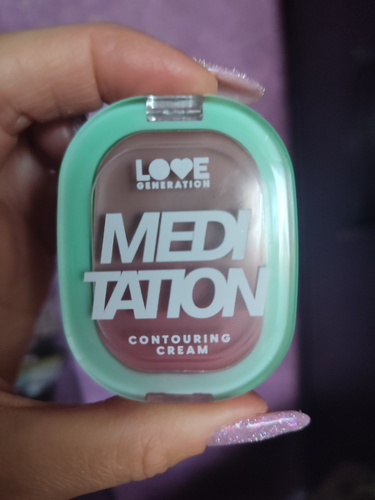 LOVE
GENERATION
MEDI
TATION
CONTOURING
CREAM